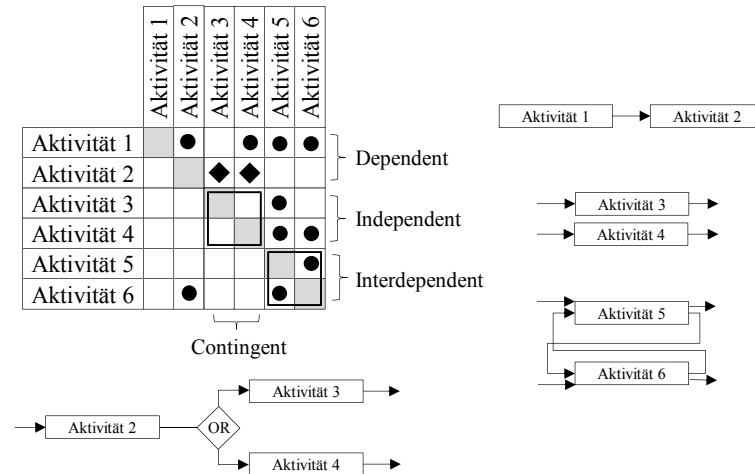 Aktivität 1
Aktivität 2
Aktivität 3
Aktivität 4
Aktivität 5
Aktivität 6
Aktivität 1
Aktivität 2
Aktivität 3
Aktivität 4
Aktivität 5
Aktivität 6
Dependent
Independent
Interdependent
Contingent
Aktivität 1
Aktivität 2
Aktivität 3
Aktivität 4
Aktivität 5
Aktivität 6
Aktivität 2
OR
Aktivität 3
Aktivität 4